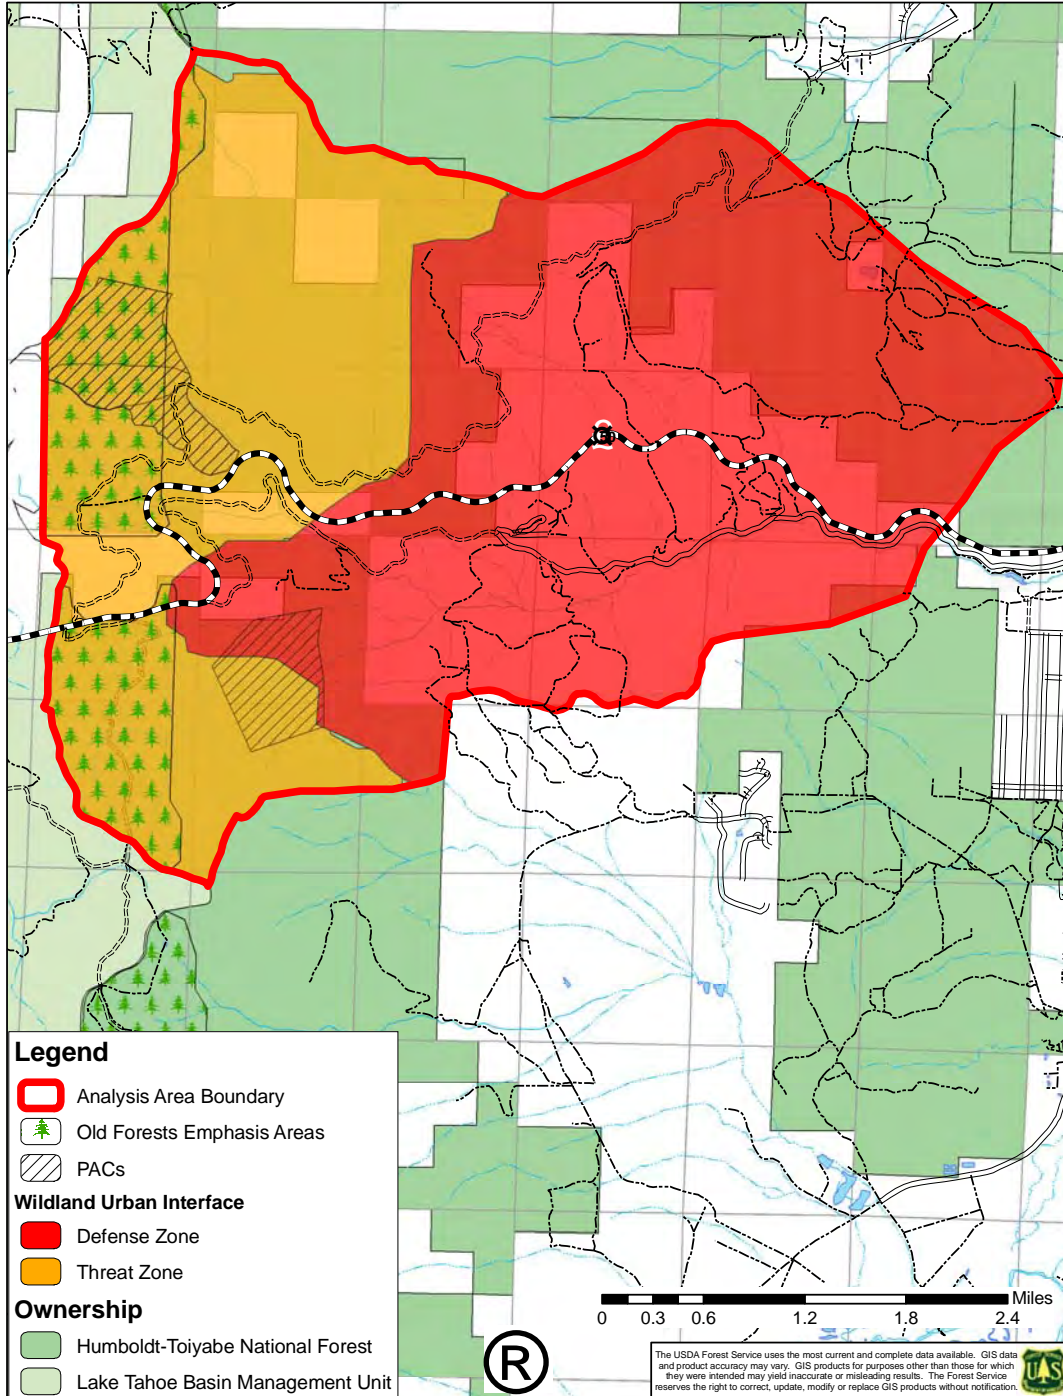 Legend
Analysis Area Boundary
Old Forests Emphasis Areas
PACs
Wildland Urban Interface
Defense Zone
Threat Zone
Ownership
Humboldt-Toiyabe National Forest
Lake Tahoe Basin Management Unit
Miles
0 0.3 0.6 1.2 1.8 2.4
®
The USDA Forest Service uses the most current and complete data available. GIS data
and product accuracy may vary. GIS products for purposes other than those for which
they were intended may yield inaccurate or misleading results. The Forest Service
reserves the right to correct, update, modify or replace GIS products without notification.
UAS